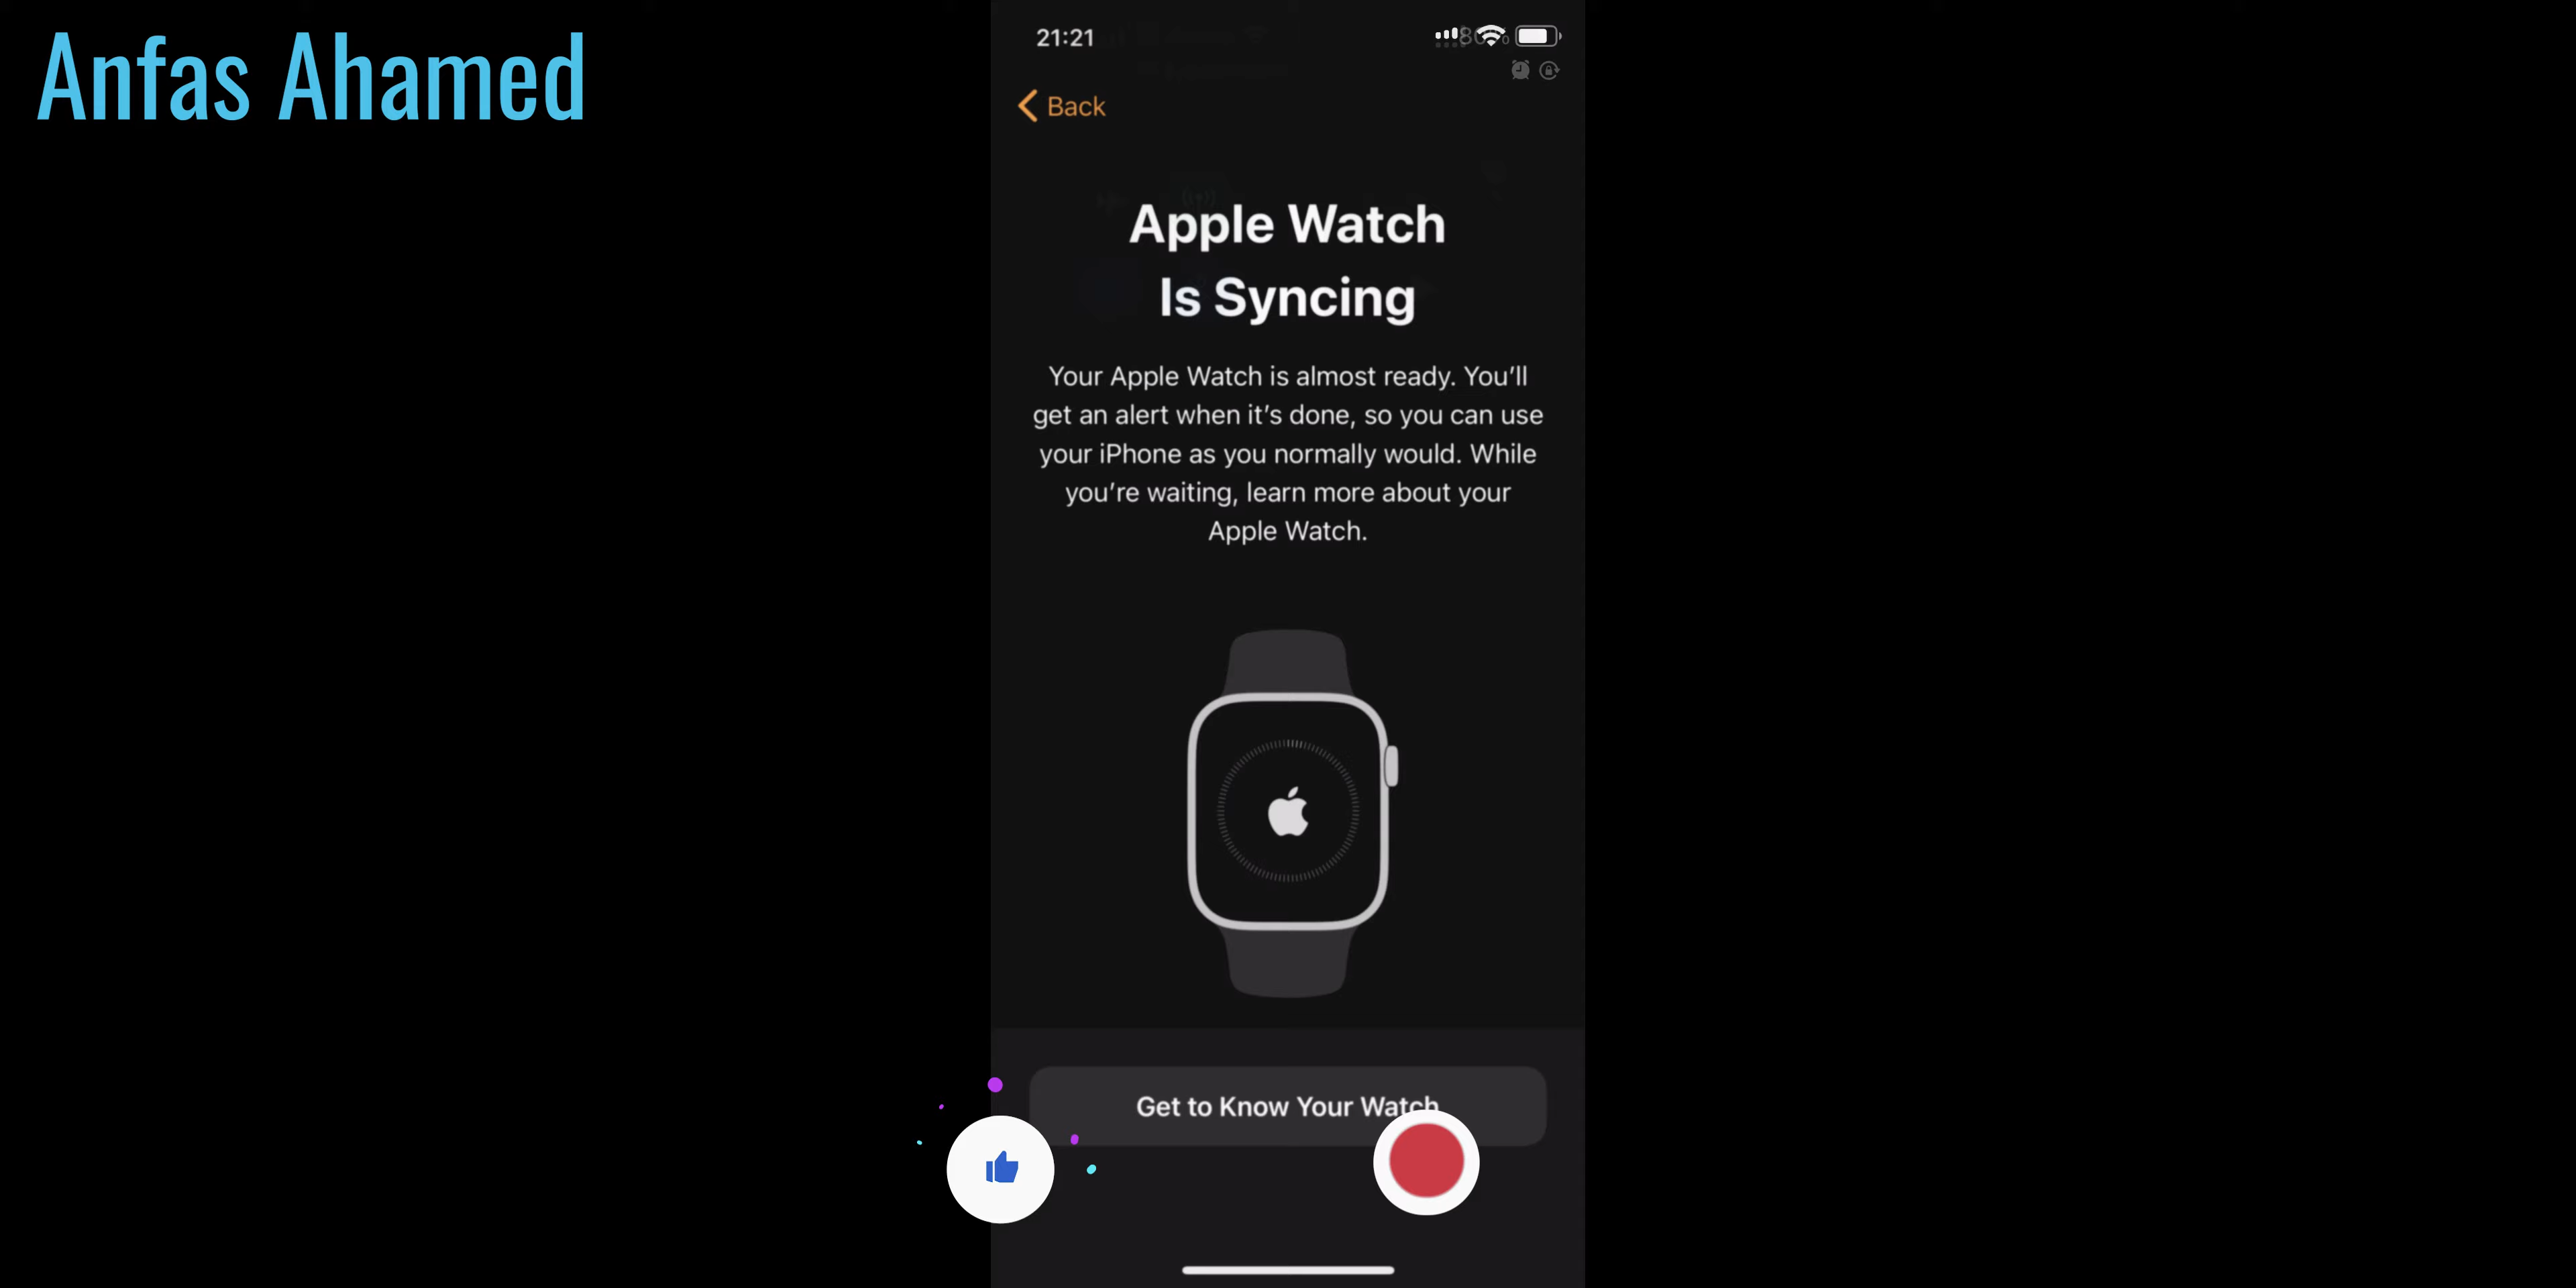 Anfas Ahamed
21:21
Back
Apple Watch
Is Syncing
Your Apple Watch is almost ready. You’ll
get an alert when it’s done, so you can use
your iPhone as you normally would. While
you’re waiting, learn more about your
Apple Watch.
Get to Know Your Watch